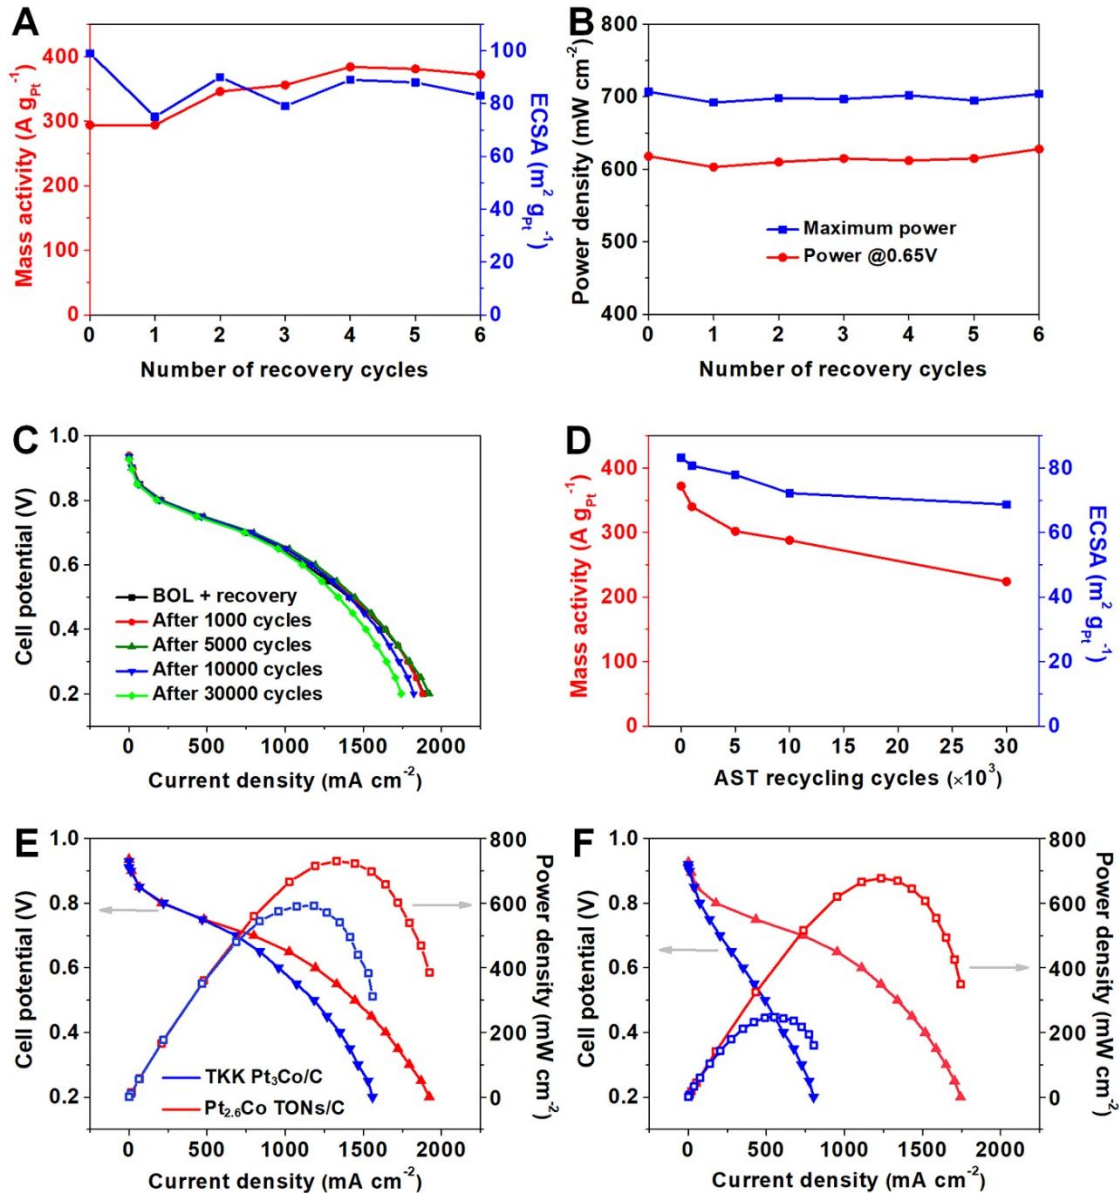 A
B
400
300
200
100
0
Mass activity (A gPt-1)
100
80
60
40
20
0
ECSA (m2 gPt-1)
0 1 2 3 4 5 6
Number of recovery cycles
800
700
600
500
400
Power density (mW cm-2)
Maximum power
Power @0.65V
0 1 2 3 4 5 6
Number of recovery cycles
C
D
1.0
0.8
0.6
0.4
0.2
Cell potential (V)
BOL + recovery
After 1000 cycles
After 5000 cycles
After 10000 cycles
After 30000 cycles
0 500 1000 1500 2000
Current density (mA cm-2)
400
300
200
100
0
Mass activity (A gPt-1)
80
60
40
20
0
ECSA (m2 gPt-1)
0 5 10 15 20 25 30
AST recycling cycles (×103)
E
F
1.0
0.8
0.6
0.4
0.2
Cell potential (V)
800
600
400
200
0
Power density (mW cm-2)
TKK Pt3Co/C
Pt2.6Co TONs/C
0 500 1000 1500 2000
Current density (mA cm-2)
1.0
0.8
0.6
0.4
0.2
Cell potential (V)
800
600
400
200
0
Power density (mW cm-2)
0 500 1000 1500 2000
Current density (mA cm-2)